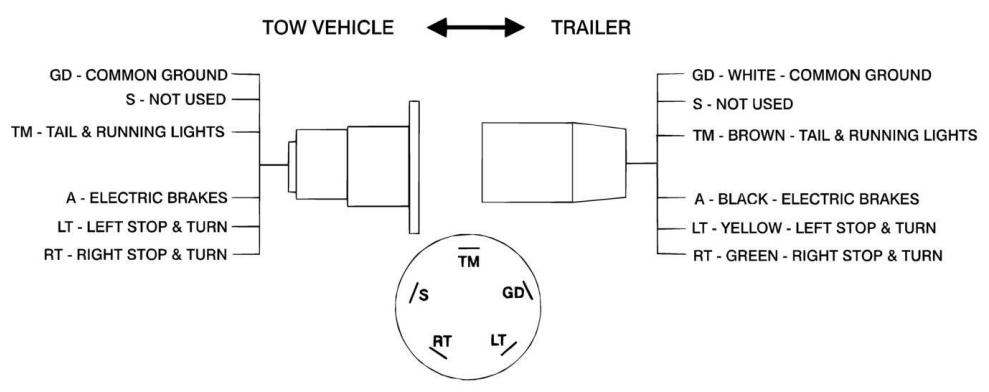 TOW VEHICLE TRAILER
GD - COMMON GROUND
S - NOT USED
TM - TAIL & RUNNING LIGHTS
A - ELECTRIC BRAKES
LT - LEFT STOP & TURN
RT - RIGHT STOP & TURN
GD - WHITE - COMMON GROUND
S - NOT USED
TM - BROWN - TAIL & RUNNING LIGHTS
A - BLACK - ELECTRIC BRAKES
LT - YELLOW - LEFT STOP & TURN
RT - GREEN - RIGHT STOP & TURN
TM
S GD
RT LT